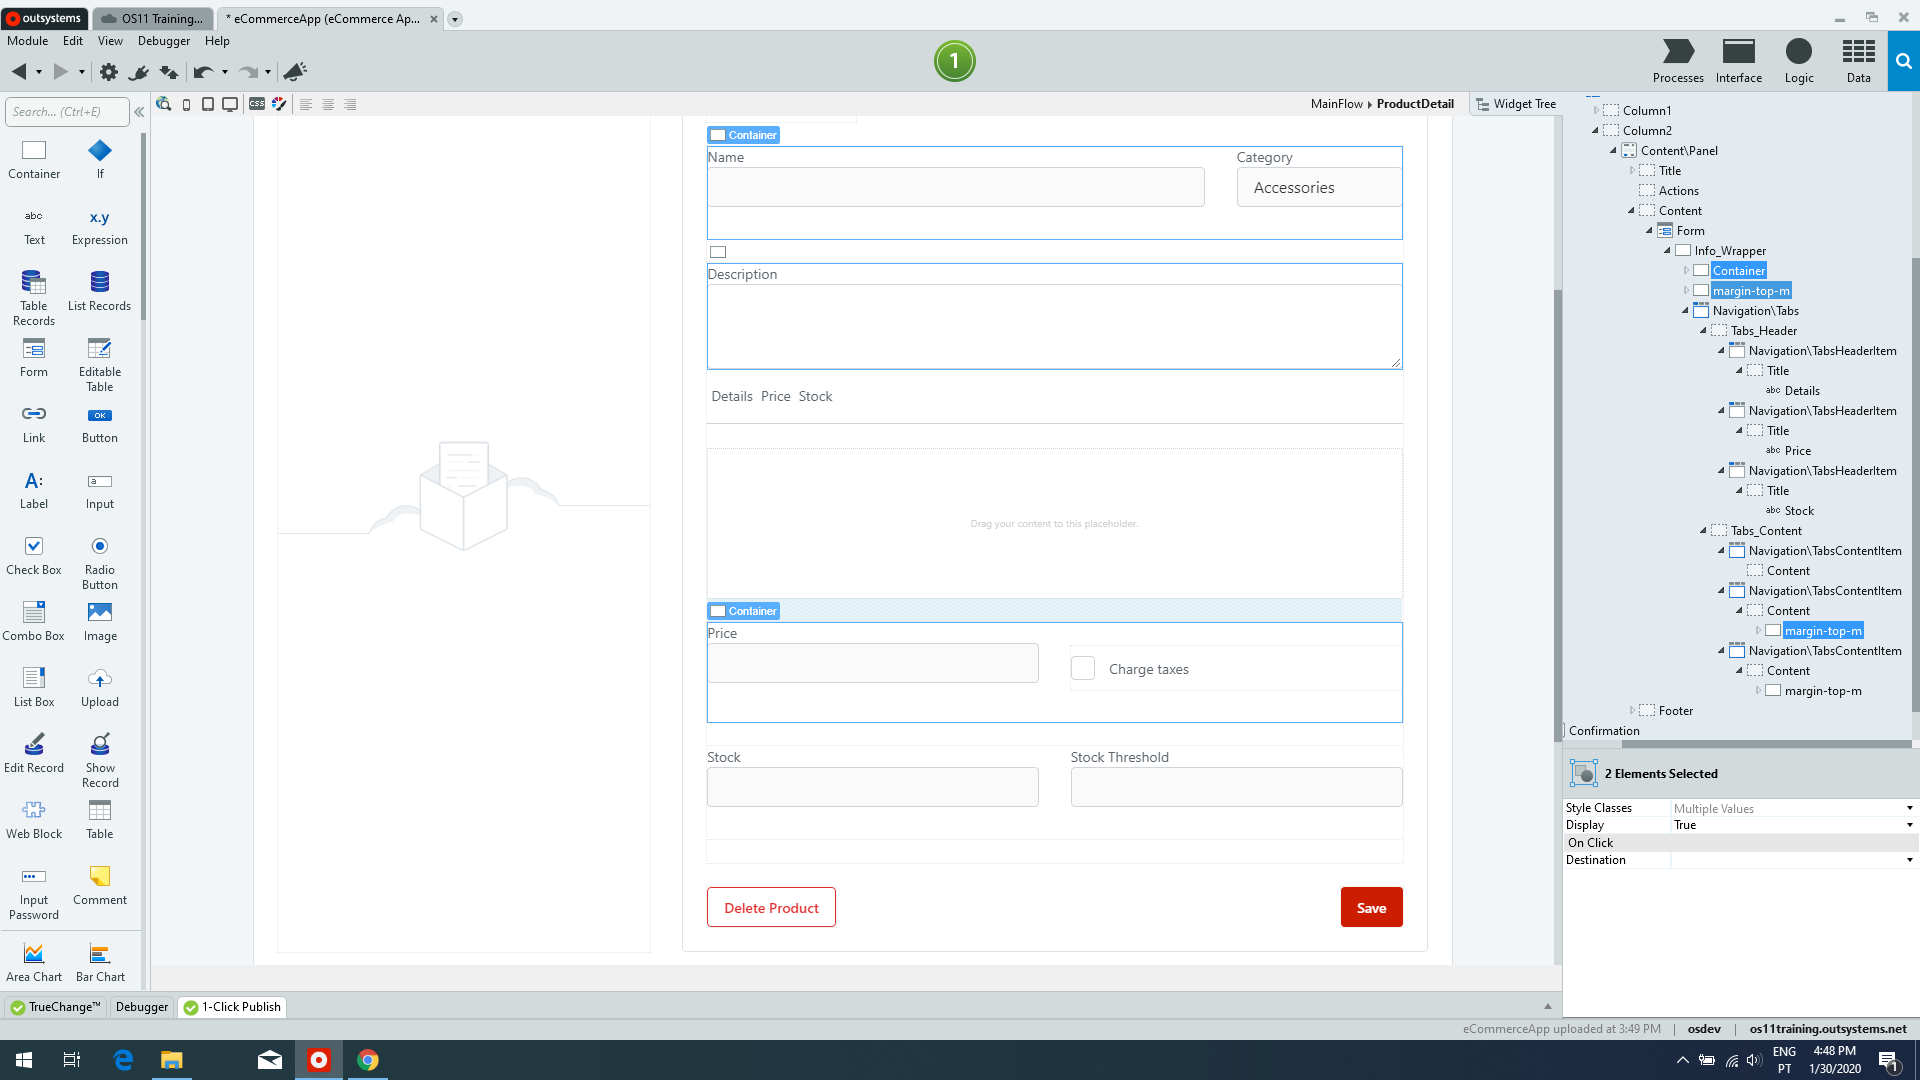 outsystems
OS11 Training...
* eCommerceApp (eCommerce Ap...
Module Edit View Debugger Help
1
Processes Interface Logic Data
Search... (Ctrl+E)
CSS
MainFlow ProductDetail
Widget Tree
Container If
abc x.y
Text Expression
Table Records List Records
Form Editable Table
OK
Link Button
A: a
Label Input
Check Box Radio Button
Combo Box Image
List Box Upload
Edit Record Show Record
Web Block Table
Input Password Comment
Area Chart Bar Chart
Container
Name Category
Accessories
Description
Details Price Stock
Drag your content to this placeholder.
Container
Price
Charge taxes
Stock Stock Threshold
Delete Product Save
Column1
Column2
Content\Panel
Title
Actions
Content
Form
Info_Wrapper
Container
margin-top-m
Navigation\Tabs
Tabs_Header
Navigation\TabsHeaderItem
Title
abc Details
Navigation\TabsHeaderItem
Title
abc Price
Navigation\TabsHeaderItem
Title
abc Stock
Tabs_Content
Navigation\TabsContentItem
Content
Navigation\TabsContentItem
Content
margin-top-m
Navigation\TabsContentItem
Content
margin-top-m
Footer
Confirmation
2 Elements Selected
Style Classes Multiple Values
Display True
On Click
Destination
TrueChange™ Debugger 1-Click Publish
eCommerceApp uploaded at 3:49 PM | osdev | os11training.outsystems.net
ENG 4:48 PM
PT 1/30/2020
1